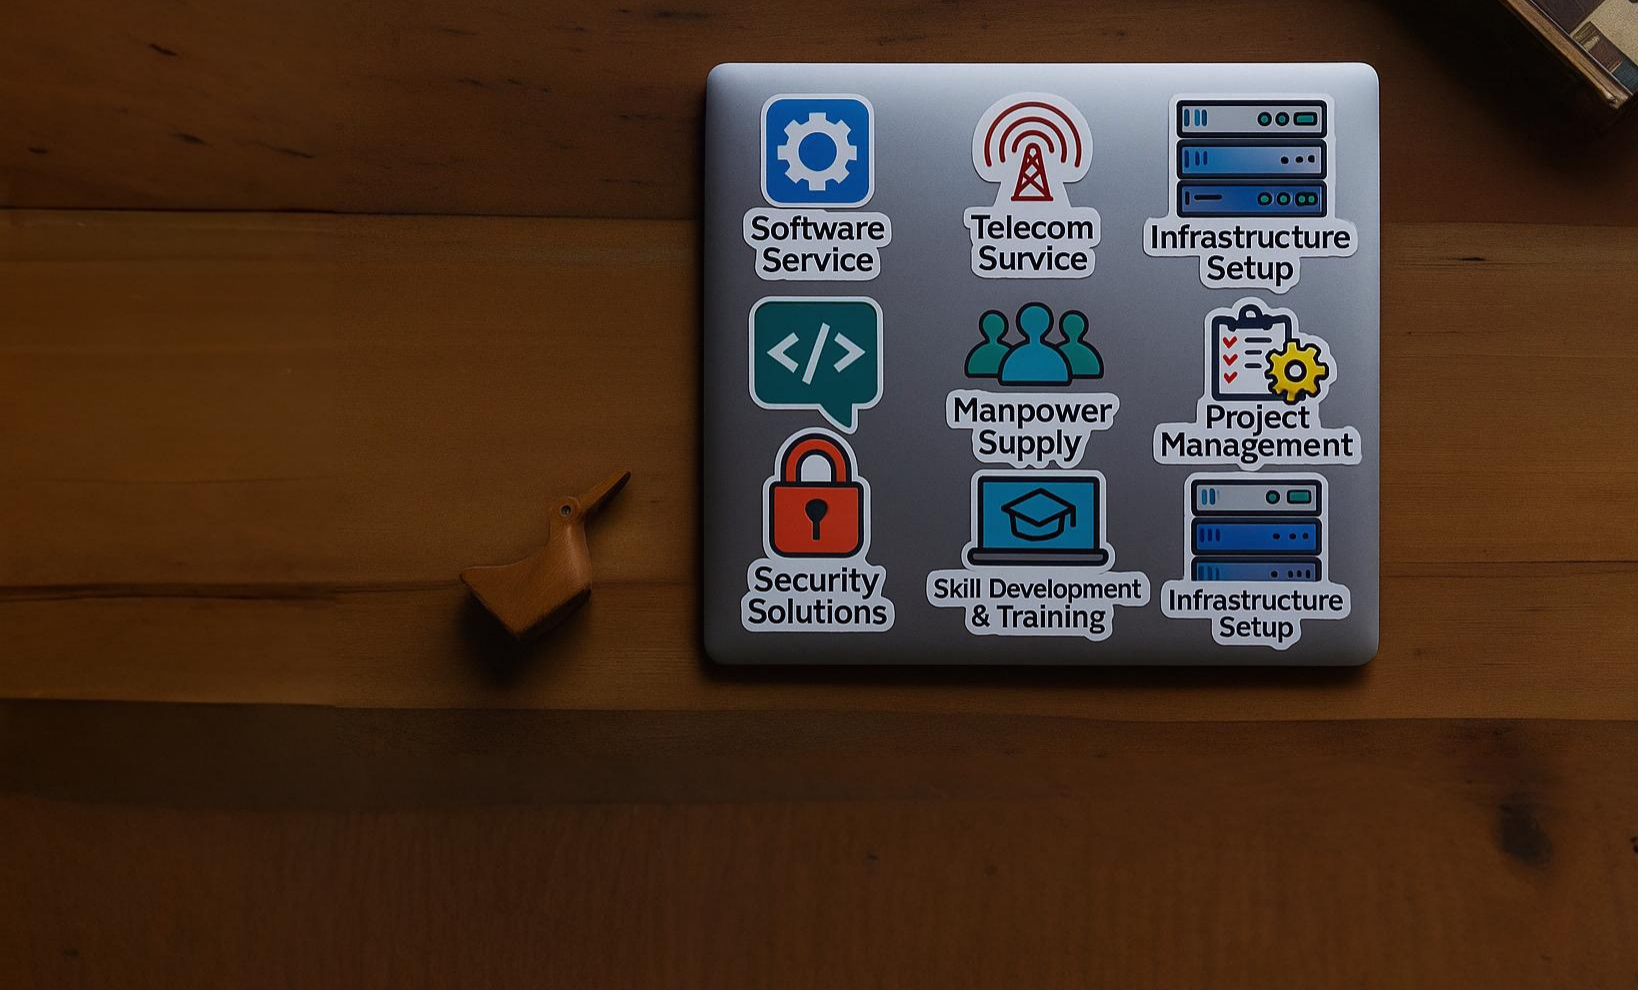 Software
Service
Telecom
Survice
Infrastructure
Setup
</>
Manpower
Supply
Project
Management
Security
Solutions
Skill Development
& Training
Infrastructure
Setup